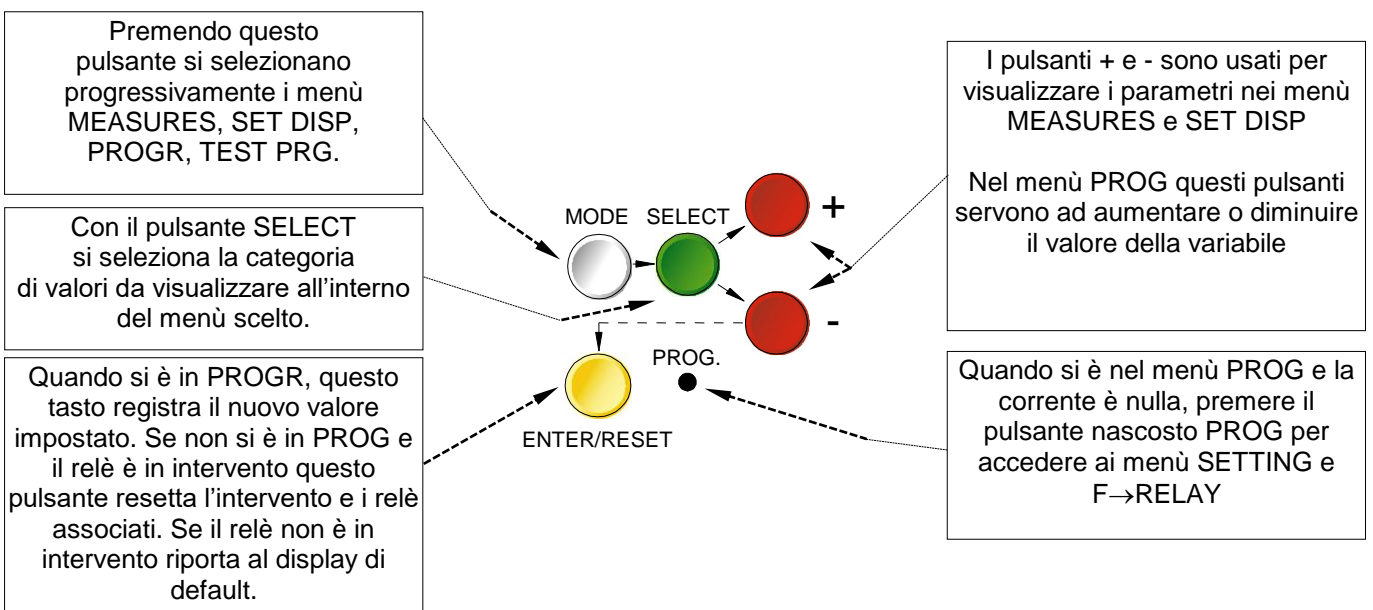 Premendo questo
pulsante si selezionano
progressivamente i menù
MEASURES, SET DISP,
PROGR, TEST PRG.
Con il pulsante SELECT
si seleziona la categoria
di valori da visualizzare all’interno
del menù scelto.
Quando si è in PROGR, questo
tasto registra il nuovo valore
impostato. Se non si è in PROG e
il relè è in intervento questo
pulsante resetta l’intervento e i relè
associati. Se il relè non è in
intervento riporta al display di
default.
MODE SELECT
+
-
PROG.
ENTER/RESET
I pulsanti + e - sono usati per
visualizzare i parametri nei menù
MEASURES e SET DISP
Nel menù PROG questi pulsanti
servono ad aumentare o diminuire
il valore della variabile
Quando si è nel menù PROG e la
corrente è nulla, premere il
pulsante nascosto PROG per
accedere ai menù SETTING e
F→RELAY